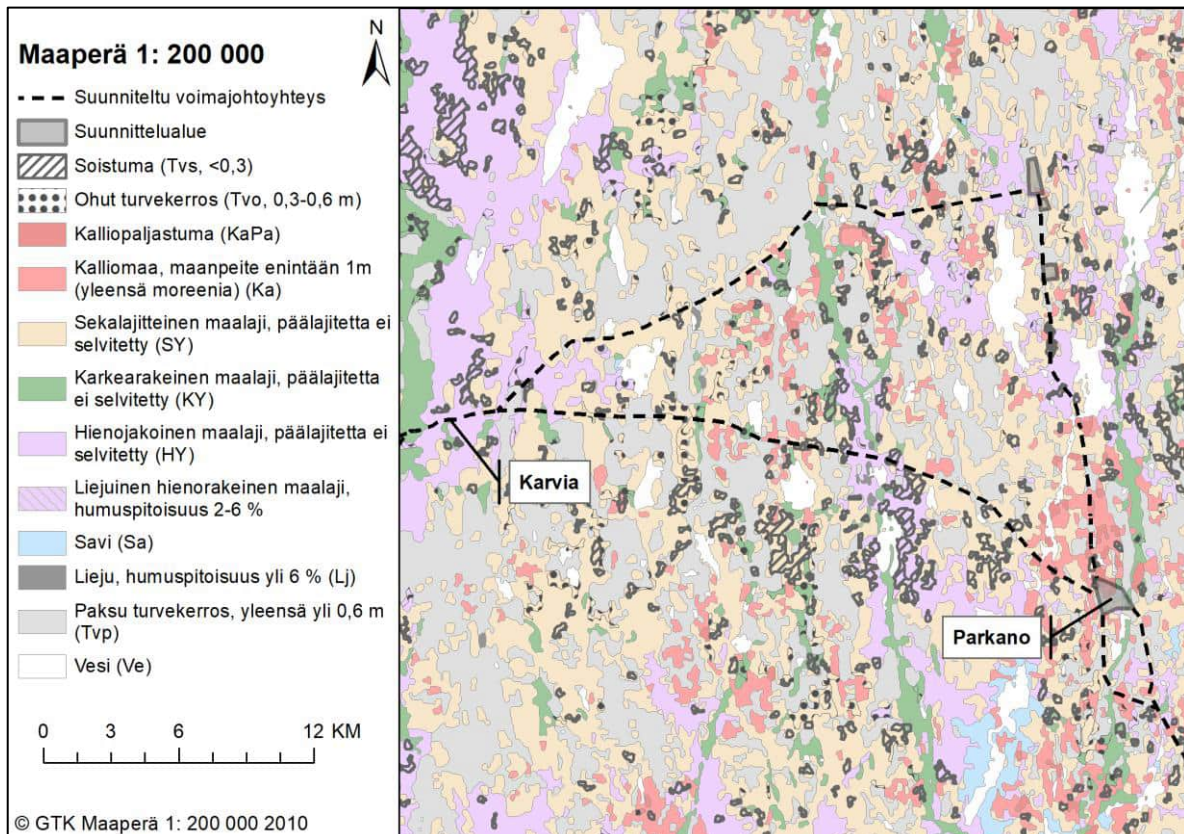 Maaperä 1: 200 000
N
Suunniteltu voimajohtoyhteys
Suunnittelualue
Soistuma (Tvs, <0,3)
Ohut turvekerros (Tvo, 0,3-0,6 m)
Kalliopaljastuma (KaPa)
Kalliomaa, maanpeite enintään 1m
(yleensä moreenia) (Ka)
Sekalajitteinen maalaji, päälajitetta ei
selvitetty (SY)
Karkearakeinen maalaji, päälajitetta
ei selvitetty (KY)
Hienojakoinen maalaji, päälajitetta ei
selvitetty (HY)
Liejuinen hienorakeinen maalaji,
humuspitoisuus 2-6 %
Savi (Sa)
Lieju, humuspitoisuus yli 6 % (Lj)
Paksu turvekerros, yleensä yli 0,6 m
(Tvp)
Vesi (Ve)
0 3 6 12 KM
© GTK Maaperä 1: 200 000 2010
Karvia
Parkano